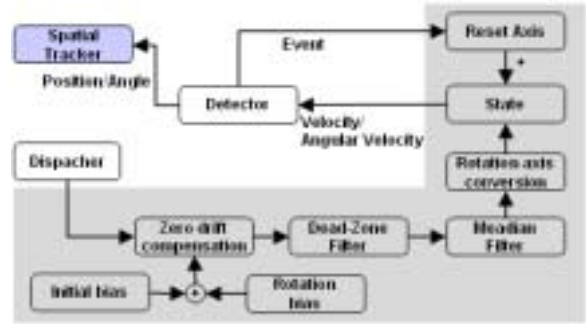 Spatial
Tracker
Event
Reset Axis
+
Position/Angle
Detector
State
Velocity/
Angular Velocity
Dispacher
Rotation axis
conversion
Zero drift
compensation
Dead-Zone
Filter
Meadian
Filter
Initial bias
+
Rotation
bias